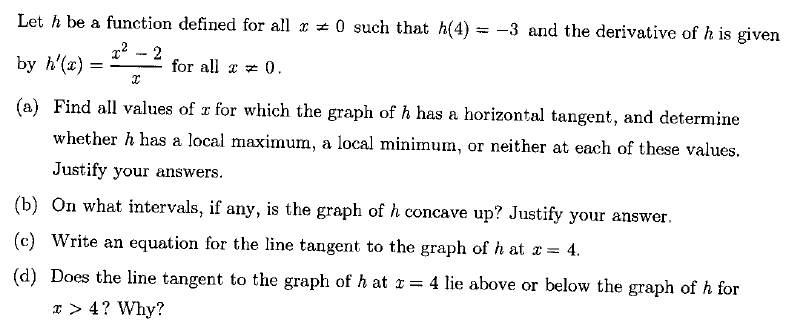 Let h be a function defined for all x ≠ 0 such that h(4) = −3 and the derivative of h is given
by h′(x) = (x² − 2)/x for all x ≠ 0.
(a) Find all values of x for which the graph of h has a horizontal tangent, and determine
whether h has a local maximum, a local minimum, or neither at each of these values.
Justify your answers.
(b) On what intervals, if any, is the graph of h concave up? Justify your answer.
(c) Write an equation for the line tangent to the graph of h at x = 4.
(d) Does the line tangent to the graph of h at x = 4 lie above or below the graph of h for
x > 4? Why?